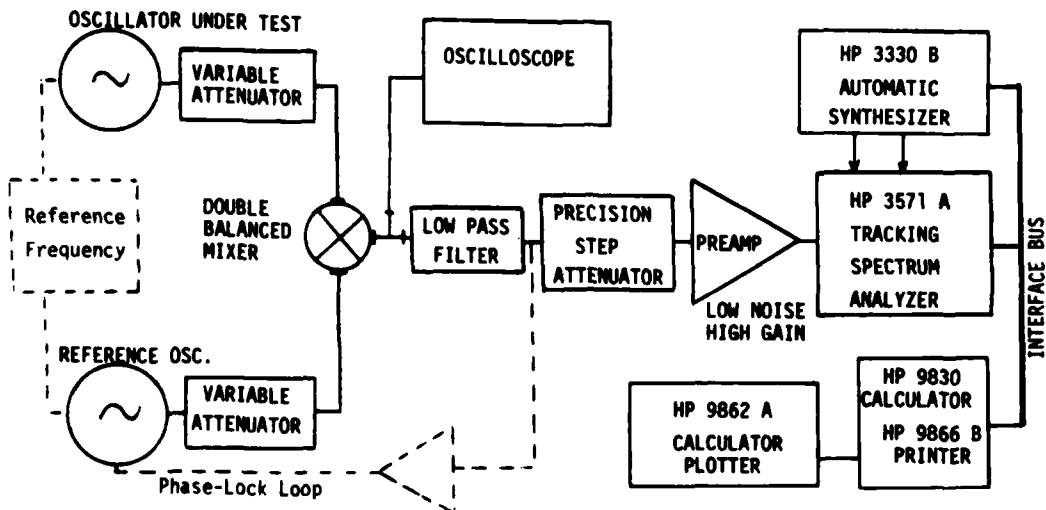 OSCILLATOR UNDER TEST
VARIABLE
ATTENUATOR
OSCILLOSCOPE
HP 3330 B
AUTOMATIC
SYNTHESIZER
Reference
Frequency
DOUBLE
BALANCED
MIXER
LOW PASS
FILTER
PRECISION
STEP
ATTENUATOR
PREAMP
LOW NOISE
HIGH GAIN
HP 3571 A
TRACKING
SPECTRUM
ANALYZER
INTERFACE BUS
REFERENCE OSC.
VARIABLE
ATTENUATOR
Phase-Lock Loop
HP 9862 A
CALCULATOR
PLOTTER
HP 9830
CALCULATOR
HP 9866 B
PRINTER